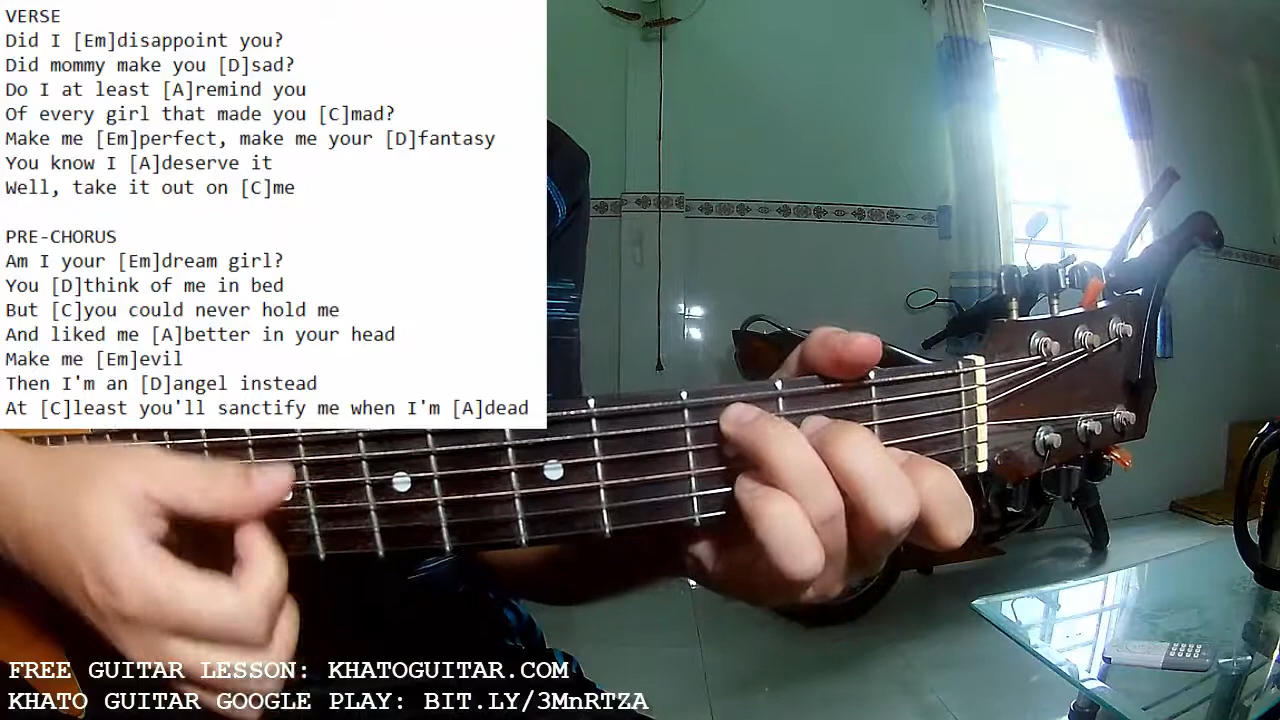 VERSE
Did I [Em]disappoint you?
Did mommy make you [D]sad?
Do I at least [A]remind you
Of every girl that made you [C]mad?
Make me [Em]perfect, make me your [D]fantasy
You know I [A]deserve it
Well, take it out on [C]me

PRE-CHORUS
Am I your [Em]dream girl?
You [D]think of me in bed
But [C]you could never hold me
And liked me [A]better in your head
Make me [Em]evil
Then I'm an [D]angel instead
At [C]least you'll sanctify me when I'm [A]dead
FREE GUITAR LESSON: KHATOGUITAR.COM
KHATO GUITAR GOOGLE PLAY: BIT.LY/3MnRTZA